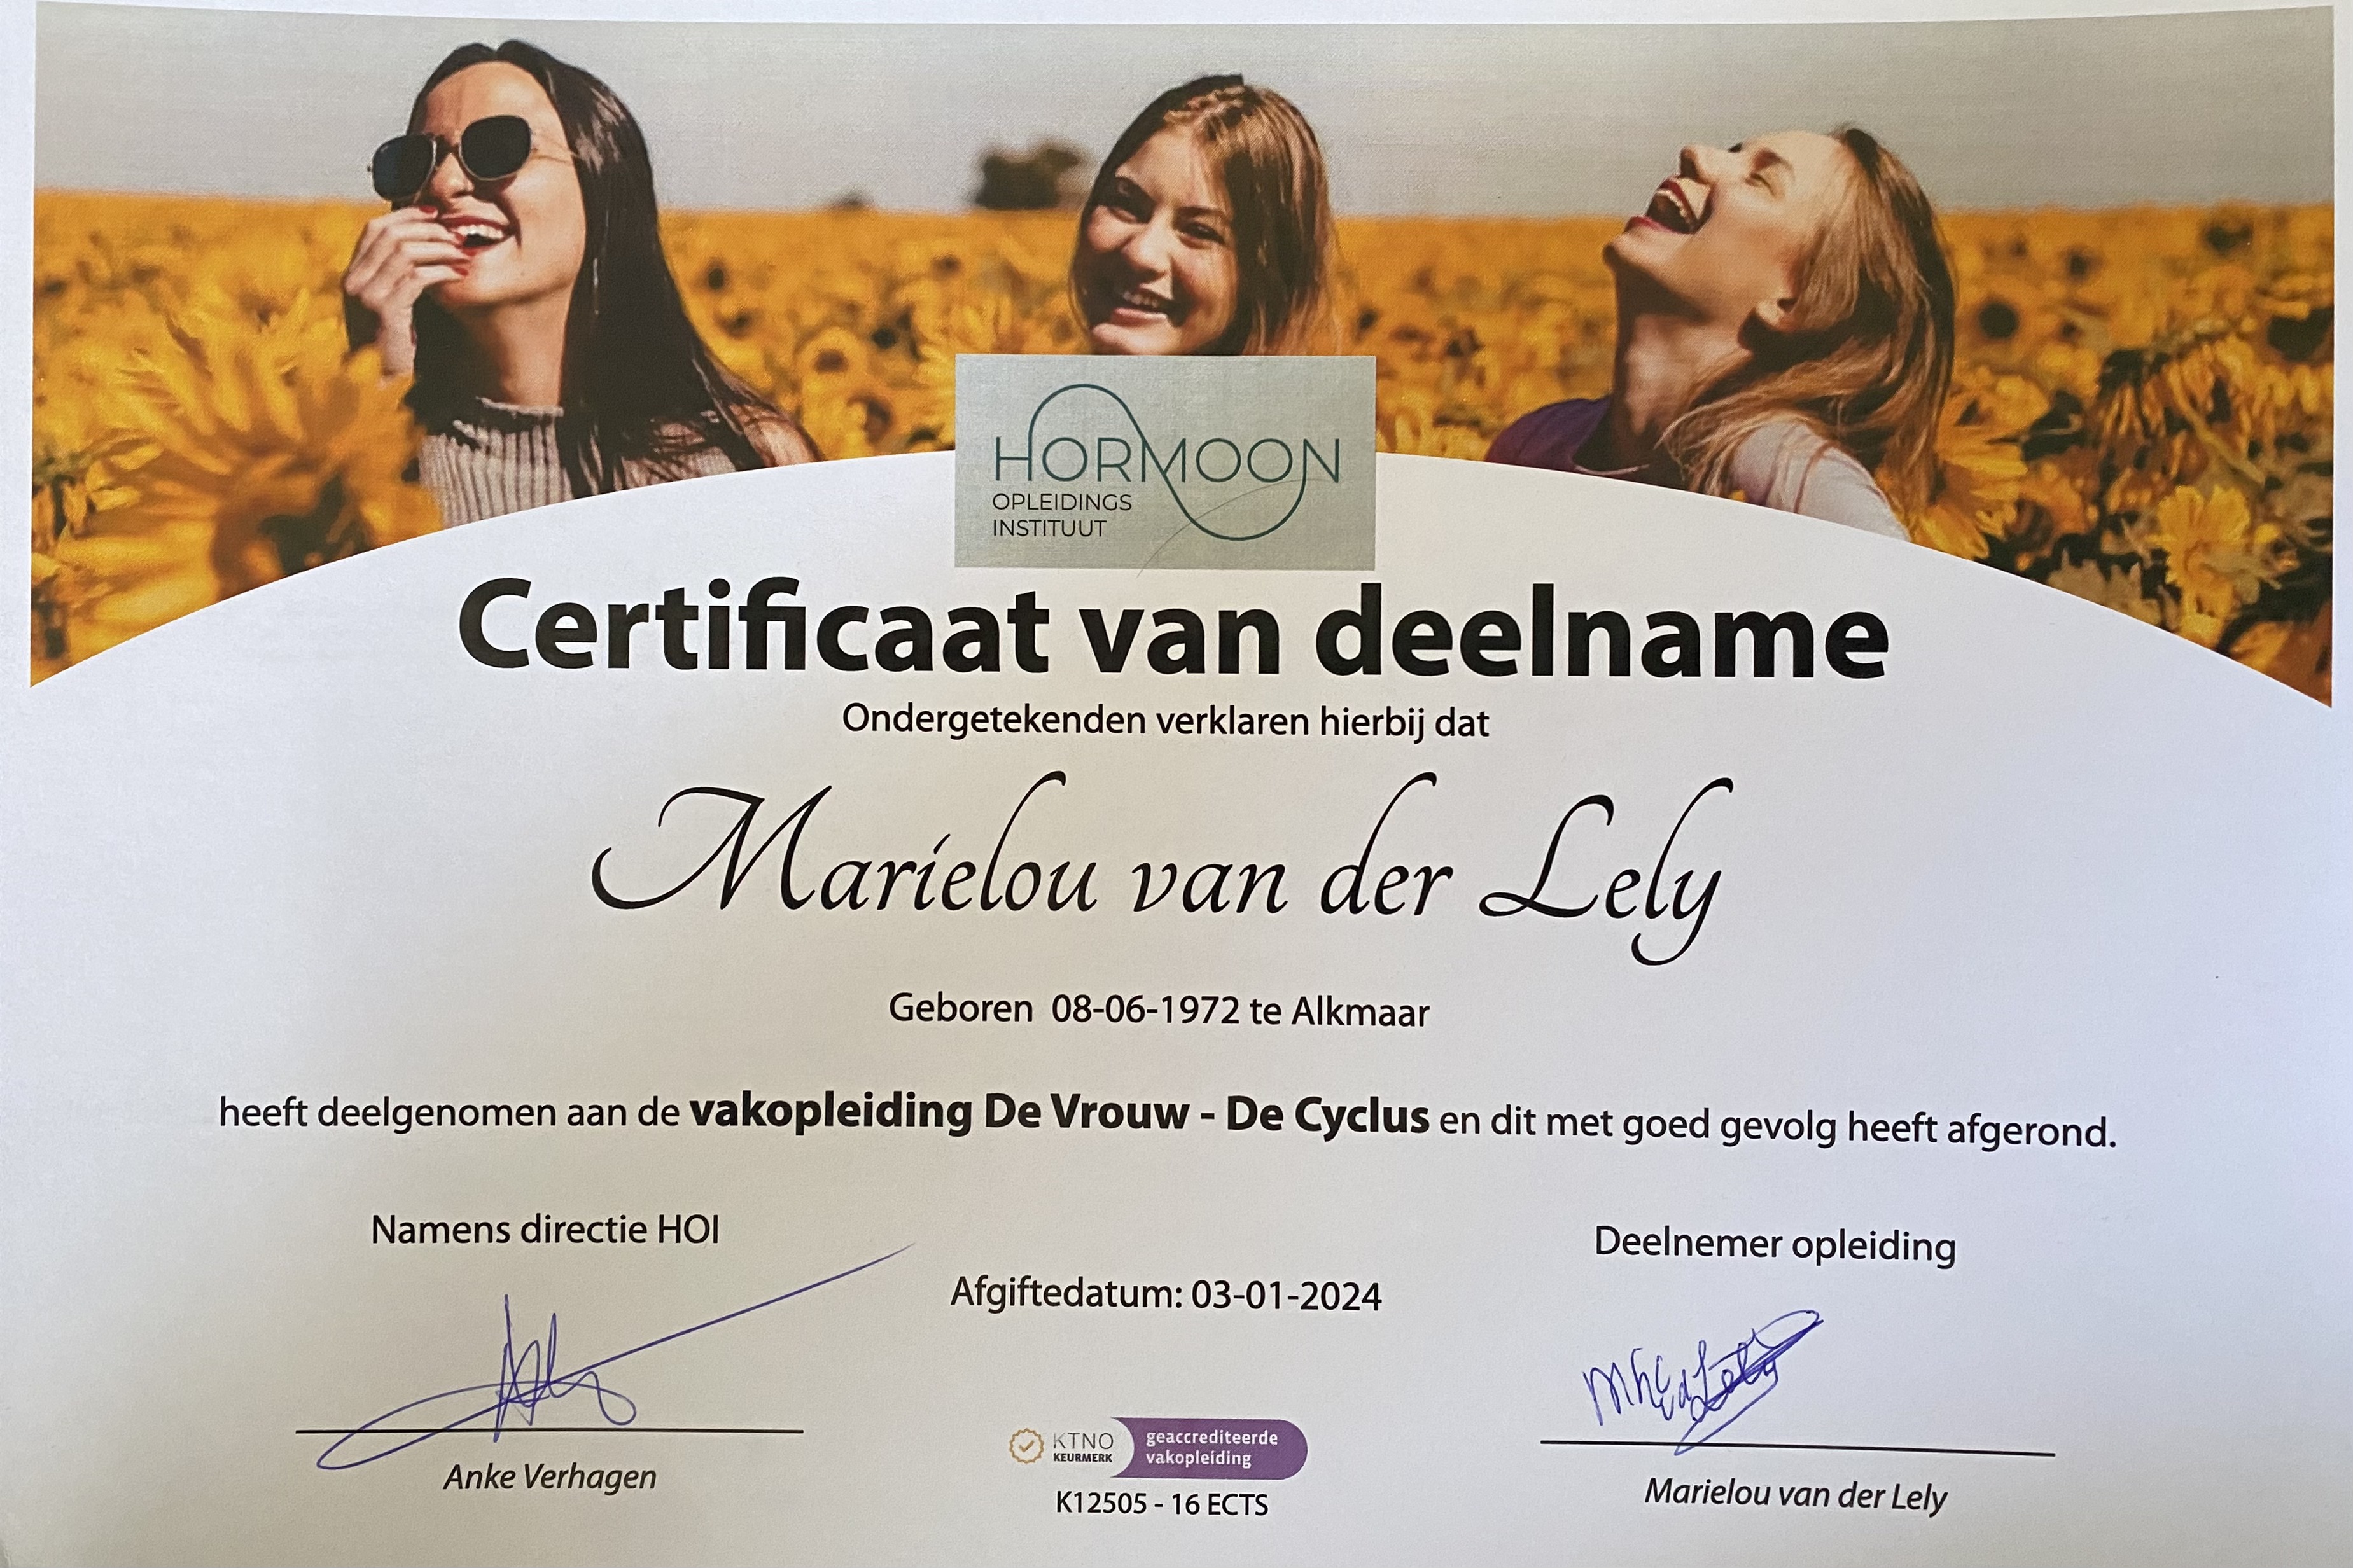 HORMOON
OPLEIDINGS
INSTITUUT
Certificaat van deelname
Ondergetekenden verklaren hierbij dat
Marielou van der Lely
Geboren 08-06-1972 te Alkmaar
heeft deelgenomen aan de vakopleiding De Vrouw - De Cyclus en dit met goed gevolg heeft afgerond.
Namens directie HOI
Deelnemer opleiding
Afgiftedatum: 03-01-2024
Anke Verhagen
KTNO
KEURMERK
geaccrediteerde
vakopleiding
K12505 - 16 ECTS
Marielou van der Lely